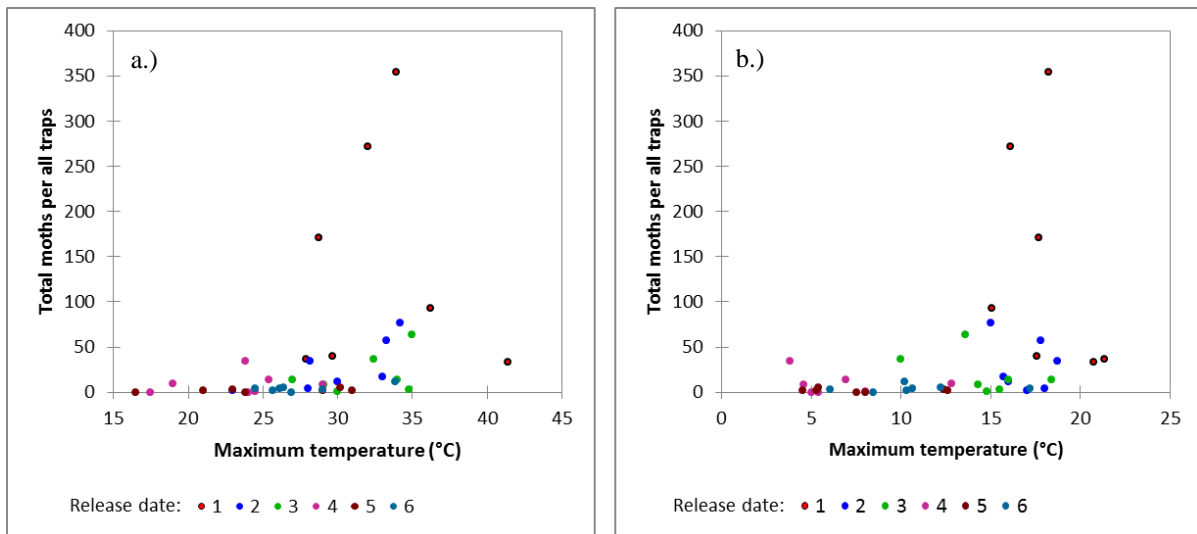 a.)
400
350
300
250
200
150
100
50
0
Total moths per all traps
15 20 25 30 35 40 45
Maximum temperature (°C)
Release date: 1 2 3 4 5 6
b.)
400
350
300
250
200
150
100
50
0
Total moths per all traps
0 5 10 15 20 25
Maximum temperature (°C)
Release date: 1 2 3 4 5 6